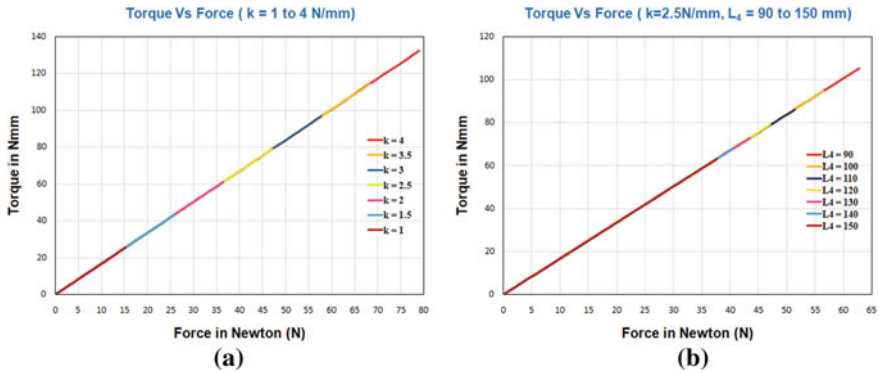 Torque Vs Force ( k = 1 to 4 N/mm)
140
120
100
80
60
40
20
0
Torque in Nmm
k = 4
k = 3.5
k = 3
k = 2.5
k = 2
k = 1.5
k = 1
0 5 10 15 20 25 30 35 40 45 50 55 60 65 70 75 80
Force in Newton (N)
(a)
Torque Vs Force ( k=2.5N/mm, L₄ = 90 to 150 mm)
120
100
80
60
40
20
0
Torque in Nmm
L4 = 90
L4 = 100
L4 = 110
L4 = 120
L4 = 130
L4 = 140
L4 = 150
0 5 10 15 20 25 30 35 40 45 50 55 60 65
Force in Newton (N)
(b)